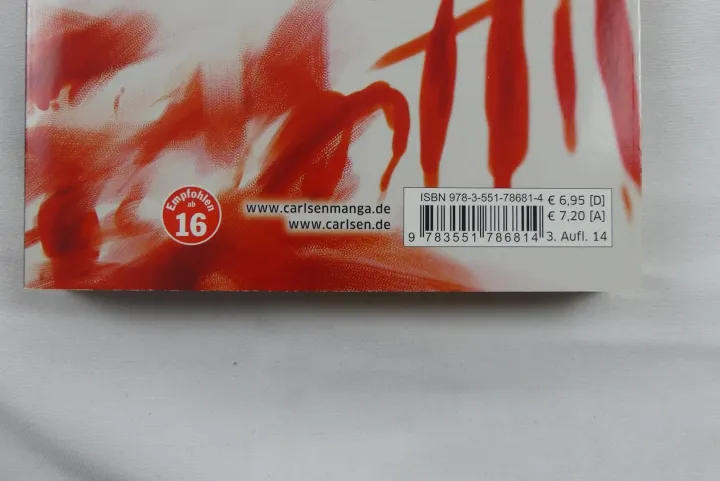 Empfohlen
ab
16
www.carlsenmanga.de
www.carlsen.de
ISBN 978-3-551-78681-4
€ 6,95 [D]
€ 7,20 [A]
9 783551 786814
3. Aufl. 14